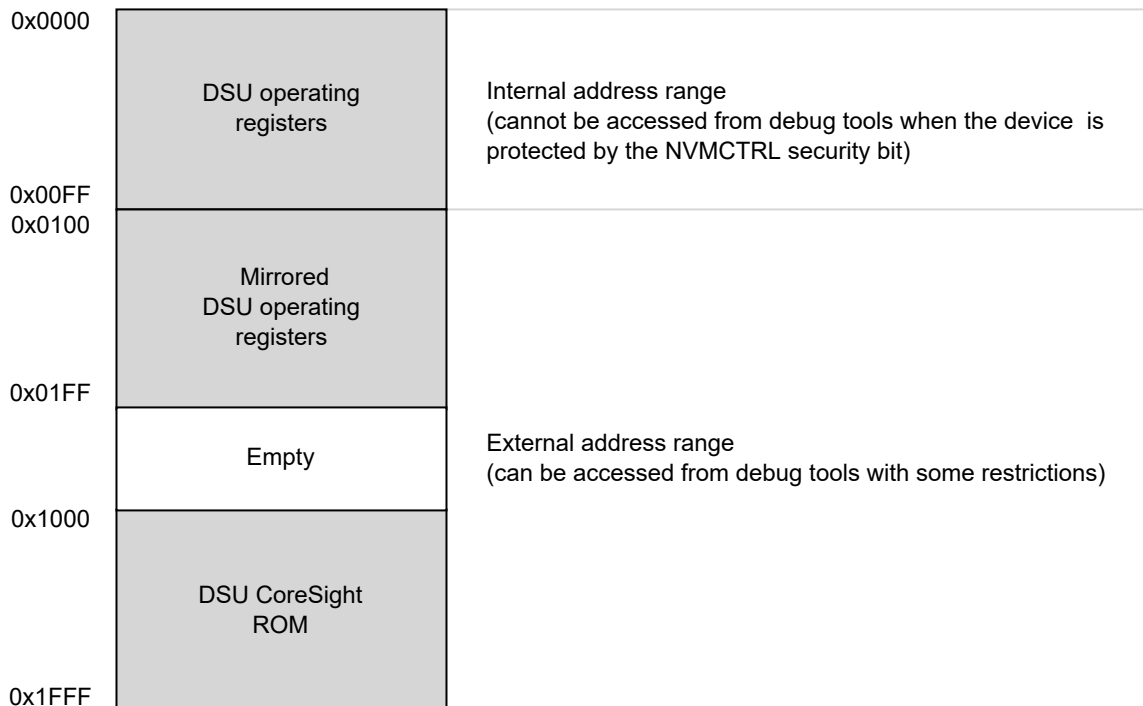 0x0000
DSU operating
registers
Internal address range
(cannot be accessed from debug tools when the device is
protected by the NVMCTRL security bit)
0x00FF
0x0100
Mirrored
DSU operating
registers
0x01FF
Empty
External address range
(can be accessed from debug tools with some restrictions)
0x1000
DSU CoreSight
ROM
0x1FFF